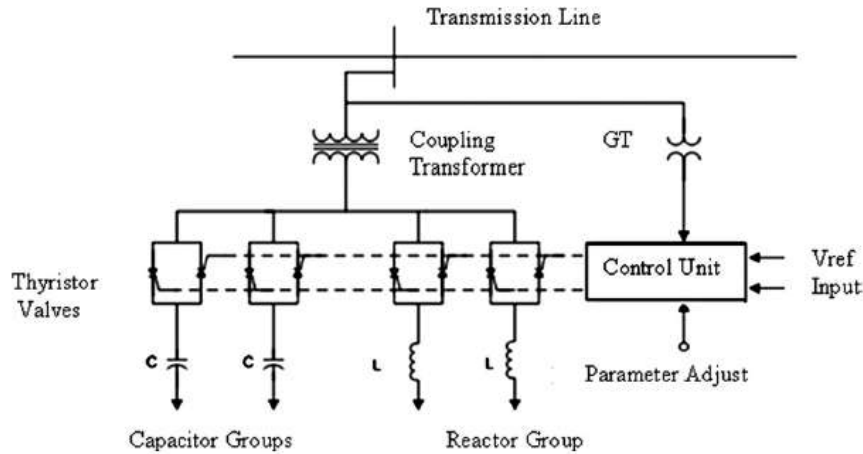 Transmission Line
Coupling
Transformer
GT
Thyristor
Valves
Control Unit
Vref
Input
C
C
L
L
Parameter Adjust
Capacitor Groups
Reactor Group